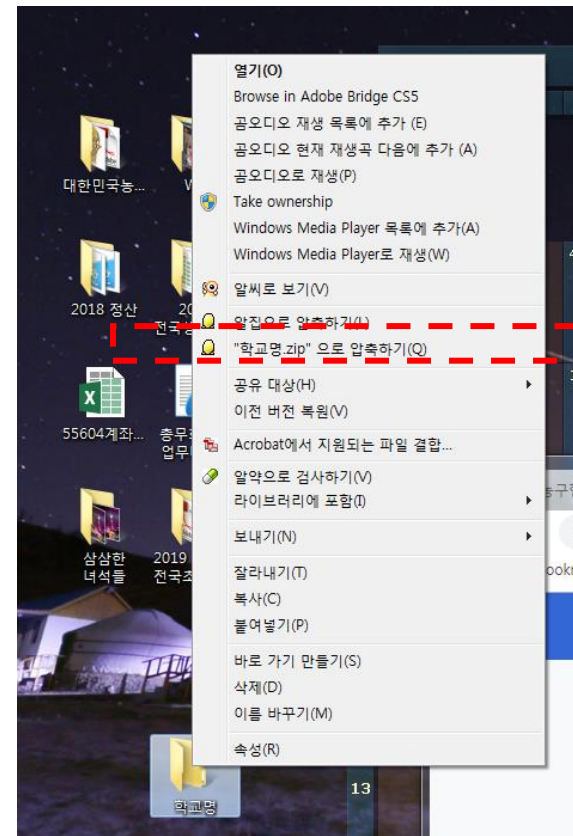 열기(O)
Browse in Adobe Bridge CS5
곰오디오 재생 목록에 추가 (E)
곰오디오 현재 재생곡 다음에 추가 (A)
곰오디오로 재생(P)
Take ownership
Windows Media Player 목록에 추가(A)
Windows Media Player로 재생(W)
알씨로 보기(V)
알집으로 압축하기(L)
"학교명.zip" 으로 압축하기(Q)
공유 대상(H)
이전 버전 복원(V)
Acrobat에서 지원되는 파일 결합...
알약으로 검사하기(V)
라이브러리에 포함(I)
보내기(N)
잘라내기(T)
복사(C)
붙여넣기(P)
바로 가기 만들기(S)
삭제(D)
이름 바꾸기(M)
속성(R)
대한민국농...
2018 정산
55604계좌...
삼삼한
녀석들
2019
학교명
13